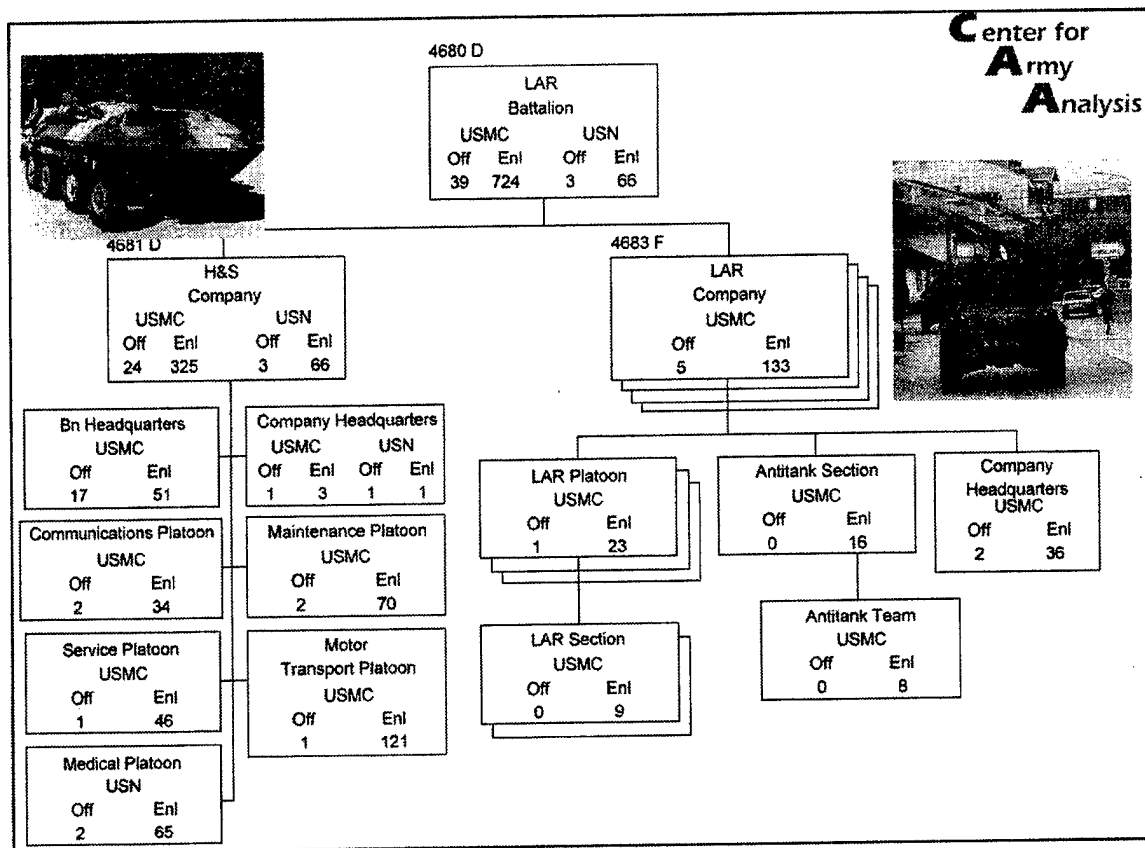 Center for
Army
Analysis
4680 D
LAR
Battalion
USMC USN
Off Enl Off Enl
39 724 3 66
4681 D
H&S
Company
USMC USN
Off Enl Off Enl
24 325 3 66
4683 F
LAR
Company
USMC
Off Enl
5 133
Bn Headquarters
USMC
Off Enl
17 51
Company Headquarters
USMC USN
Off Enl Off Enl
1 3 1 1
Communications Platoon
USMC
Off Enl
2 34
Maintenance Platoon
USMC
Off Enl
2 70
Service Platoon
USMC
Off Enl
1 46
Motor
Transport Platoon
USMC
Off Enl
1 121
Medical Platoon
USN
Off Enl
2 65
LAR Platoon
USMC
Off Enl
1 23
Antitank Section
USMC
Off Enl
0 16
Company
Headquarters
USMC
Off Enl
2 36
LAR Section
USMC
Off Enl
0 9
Antitank Team
USMC
Off Enl
0 8